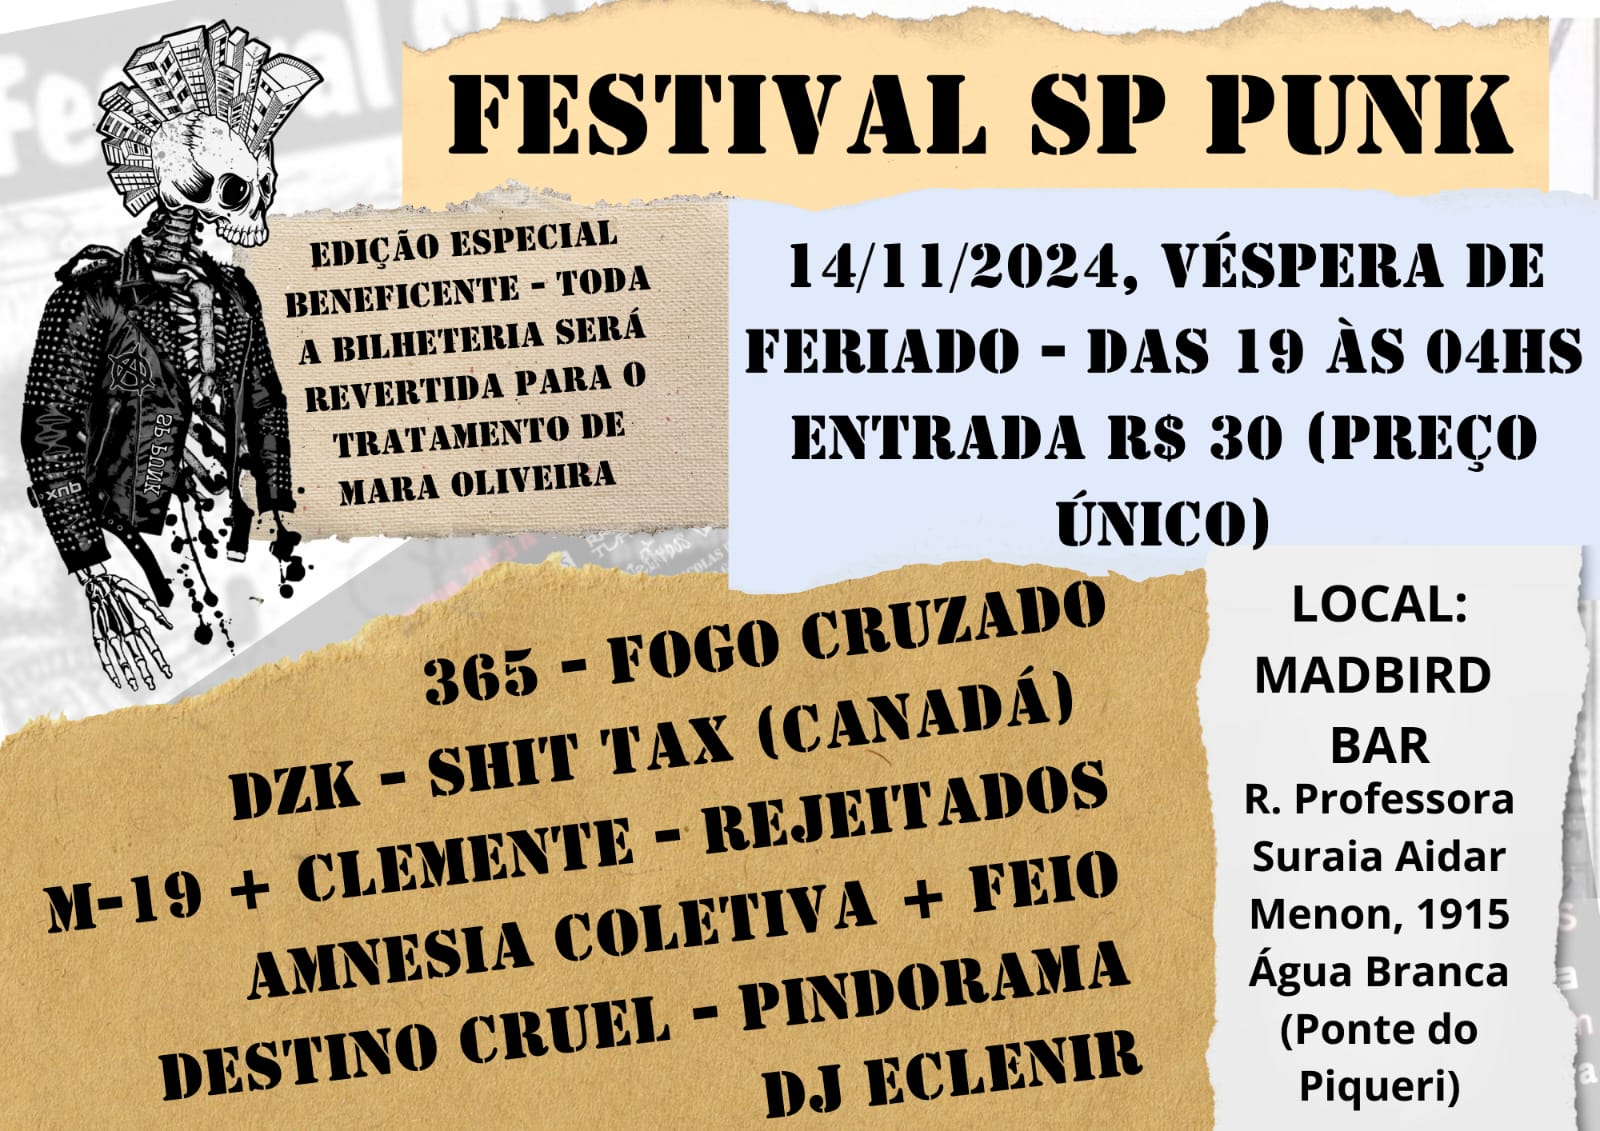 FESTIVAL SP PUNK
EDIÇÃO ESPECIAL
BENEFICENTE - TODA
A BILHETERIA SERÁ
REVERTIDA PARA O
TRATAMENTO DE
MARA OLIVEIRA
14/11/2024, VÉSPERA DE
FERIADO - DAS 19 ÀS 04HS
ENTRADA R$ 30 (PREÇO
ÚNICO)
SP PUNK
365 - FOGO CRUZADO
DZK - SHIT TAX (CANADÁ)
M-19 + CLEMENTE - REJEITADOS
AMNESIA COLETIVA + FEIO
DESTINO CRUEL - PINDORAMA
DJ ECLENIR
LOCAL:
MADBIRD
BAR
R. Professora
Suraia Aidar
Menon, 1915
Água Branca
(Ponte do
Piqueri)